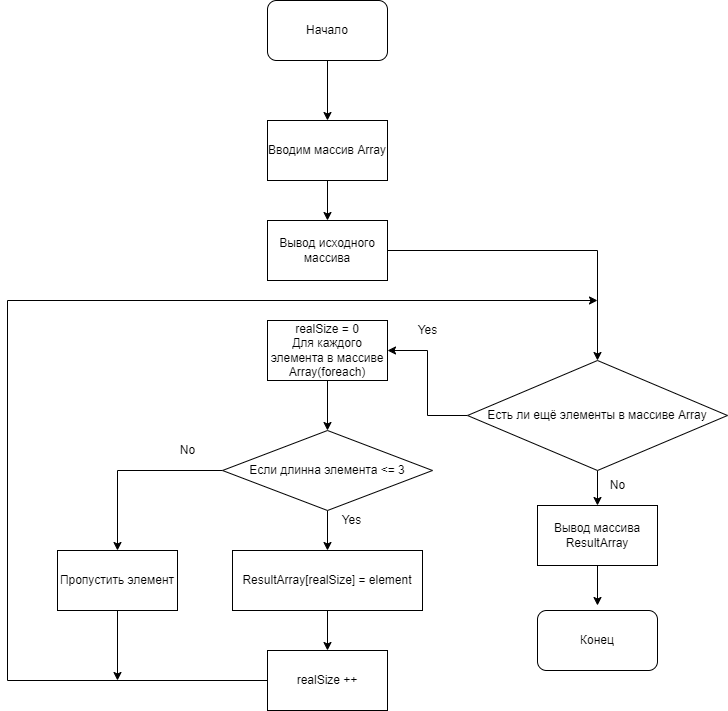 Начало
Вводим массив Array
Вывод исходного
массива
realSize = 0
Для каждого
элемента в массиве
Array(foreach)
Yes
Есть ли ещё элементы в массиве Array
No
Если длинна элемента <= 3
No
Yes
Вывод массива
ResultArray
Пропустить элемент
ResultArray[realSize] = element
Конец
realSize ++